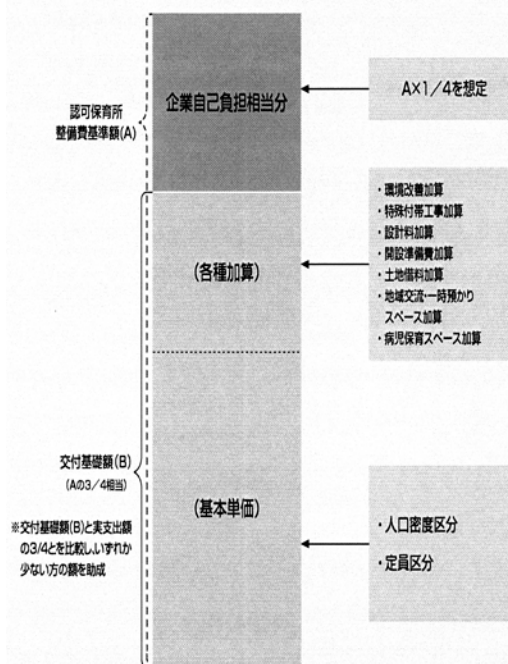 認可保育所
整備費基準額(A)
企業自己負担相当分
A×1/4を想定
(各種加算)
・環境改善加算
・特殊付帯工事加算
・設計料加算
・開設準備費加算
・土地借料加算
・地域交流・一時預かり
スペース加算
・病児保育スペース加算
交付基礎額(B)
(Aの3/4相当)
※交付基礎額(B)と実支出額
の3/4とを比較し、いずれか
少ない方の額を助成
(基本単価)
・人口密度区分
・定員区分